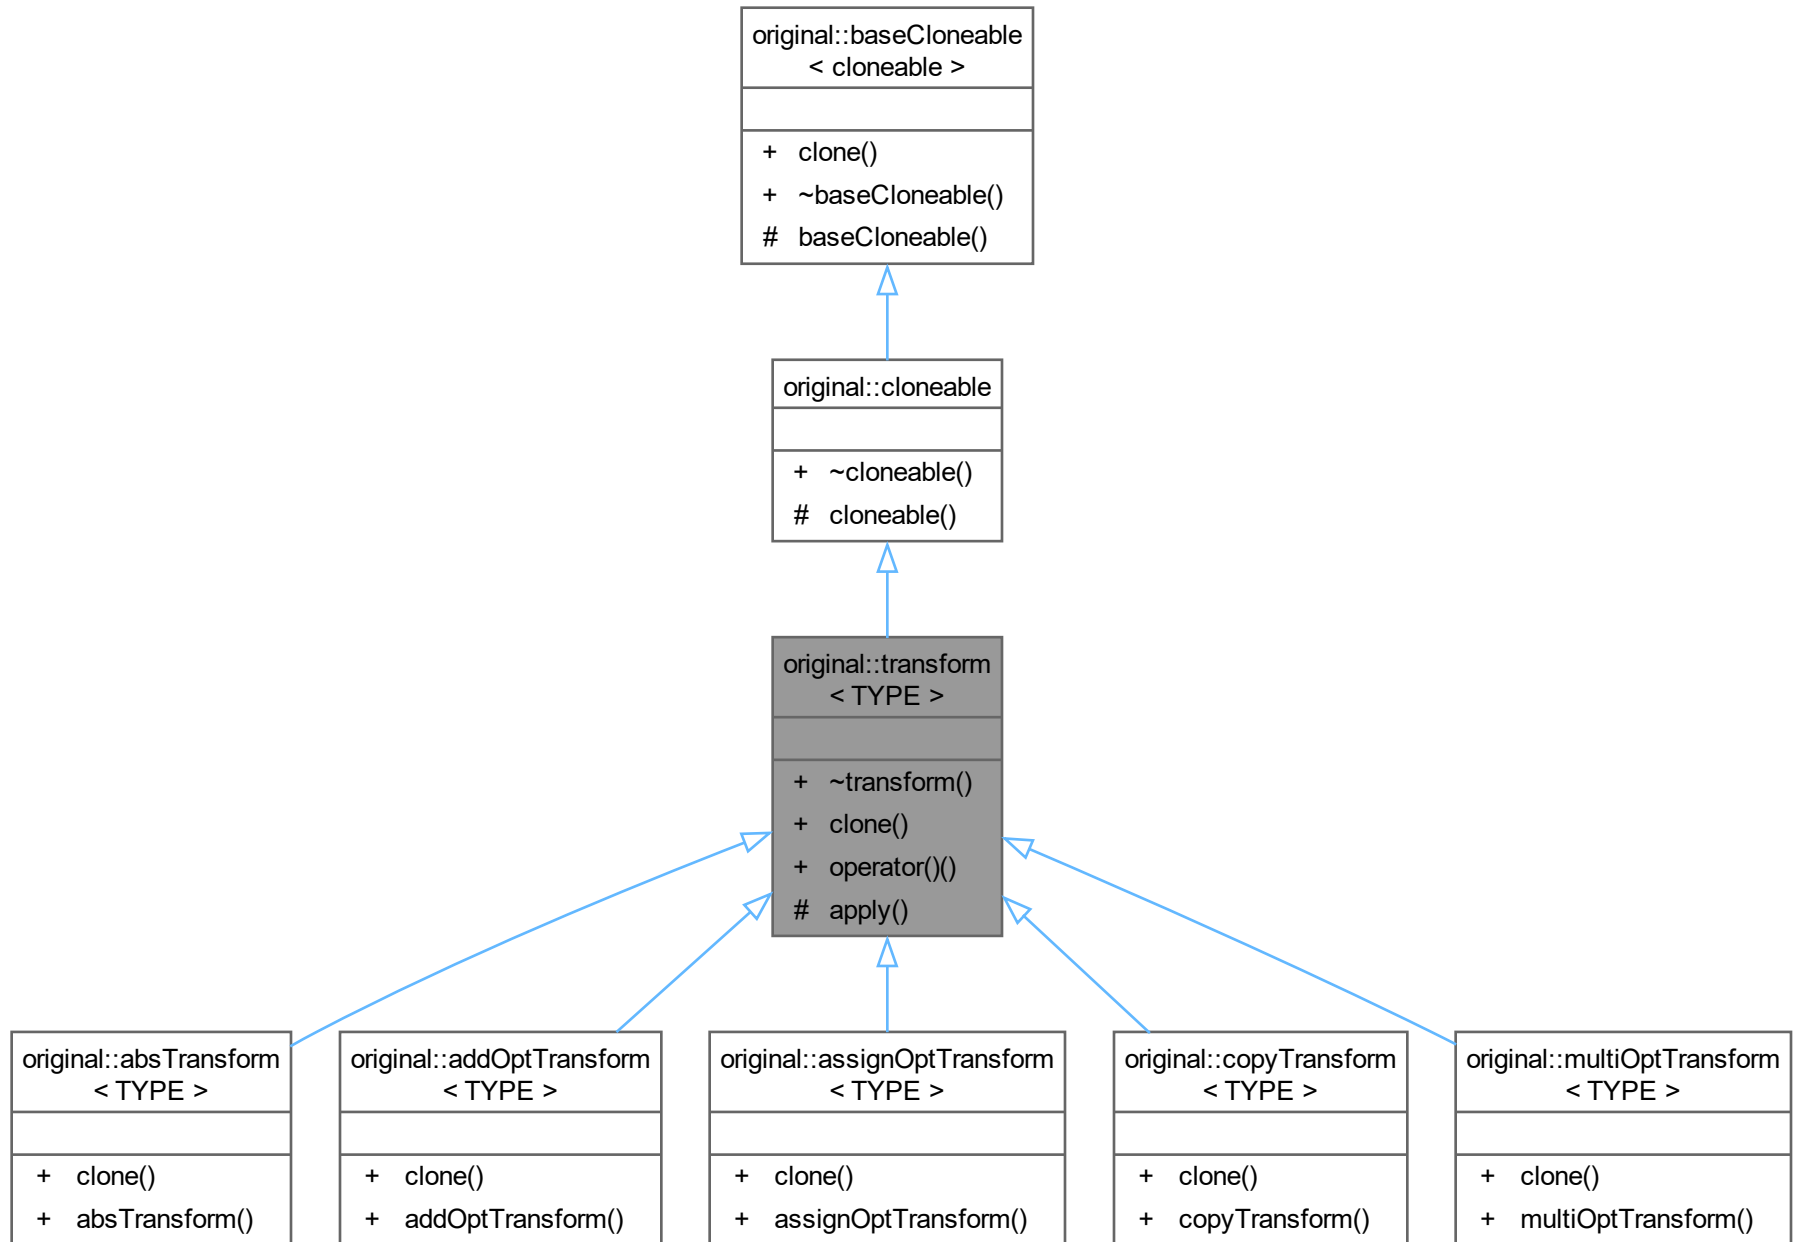 original::baseCloneable
< cloneable >
+ clone()
+ ~baseCloneable()
# baseCloneable()
original::cloneable
+ ~cloneable()
# cloneable()
original::transform
< TYPE >
+ ~transform()
+ clone()
+ operator()()
# apply()
original::absTransform
< TYPE >
+ clone()
+ absTransform()
original::addOptTransform
< TYPE >
+ clone()
+ addOptTransform()
original::assignOptTransform
< TYPE >
+ clone()
+ assignOptTransform()
original::copyTransform
< TYPE >
+ clone()
+ copyTransform()
original::multiOptTransform
< TYPE >
+ clone()
+ multiOptTransform()